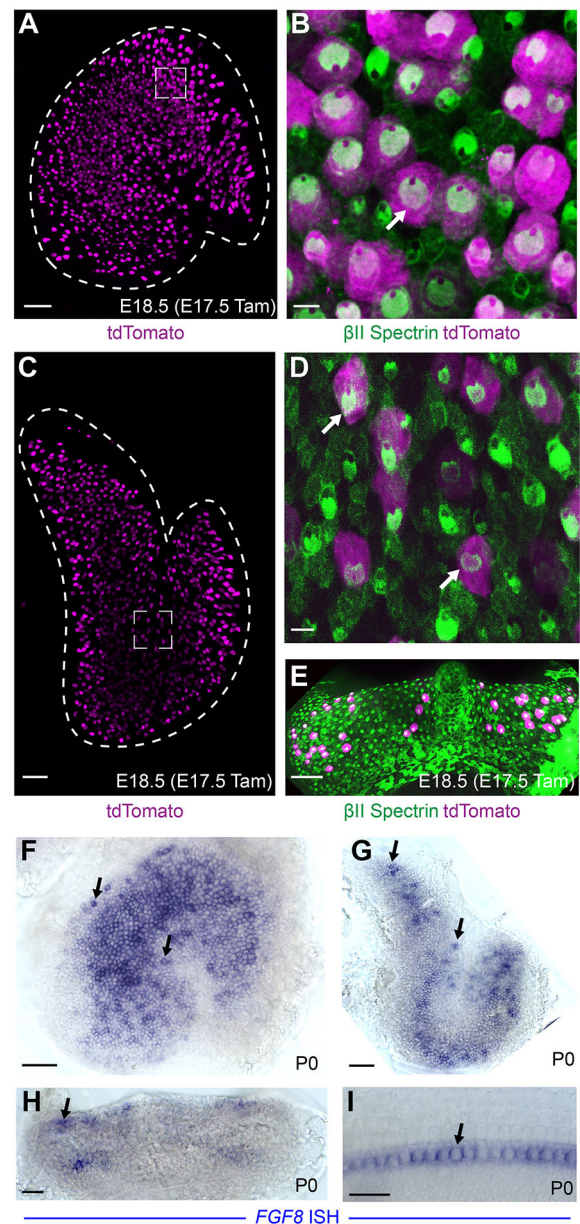 A
B
E18.5 (E17.5 Tam)
tdTomato
βII Spectrin tdTomato
C
D
E
E18.5 (E17.5 Tam)
E18.5 (E17.5 Tam)
tdTomato
βII Spectrin tdTomato
F
G
P0
P0
H
I
P0
P0
FGF8 ISH